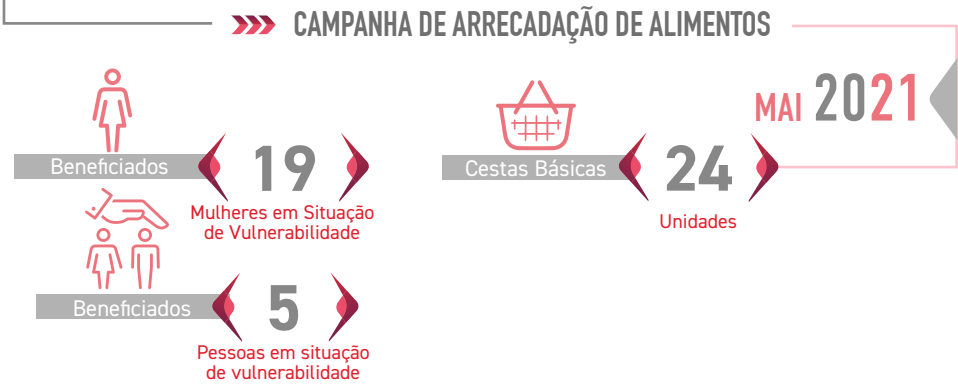 CAMPANHA DE ARRECADAÇÃO DE ALIMENTOS
MAI 2021
Beneficiados
19
Mulheres em Situação
de Vulnerabilidade
Cestas Básicas
24
Unidades
Beneficiados
5
Pessoas em situação
de vulnerabilidade